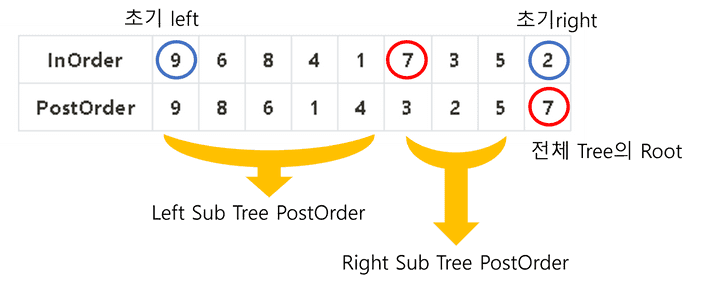 초기 left 초기right
InOrder 9 6 8 4 1 7 3 5 2
PostOrder 9 8 6 1 4 3 2 5 7
전체 Tree의 Root
Left Sub Tree PostOrder
Right Sub Tree PostOrder